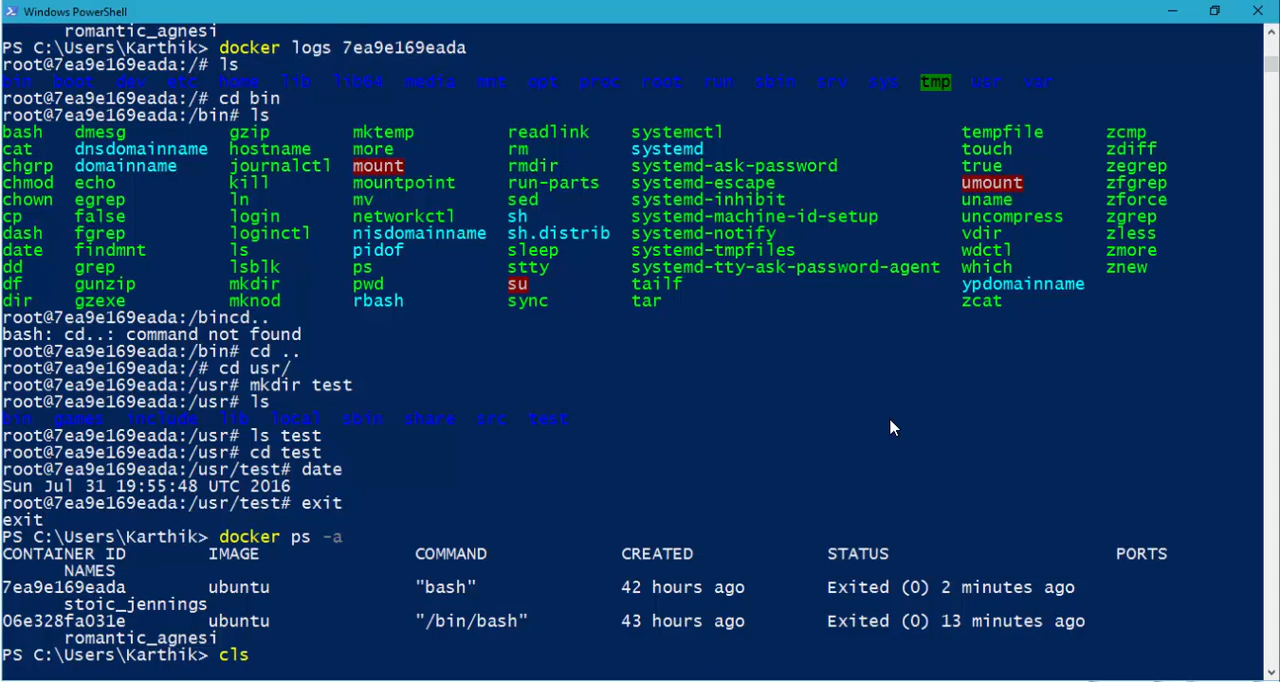 Windows PowerShell
romantic_agnesi
PS C:\Users\Karthik> docker logs 7ea9e169eada
root@7ea9e169eada:/# ls
bin boot dev etc home lib lib64 media mnt opt proc root run sbin srv sys tmp usr var
root@7ea9e169eada:/# cd bin
root@7ea9e169eada:/bin# ls
bash dmesg gzip mktemp readlink systemctl tempfile zcmp
cat dnsdomainname hostname more rm systemd touch zdiff
chgrp domainname journalctl mount rmdir systemd-ask-password true zegrep
chmod echo kill mountpoint run-parts systemd-escape umount zfgrep
chown egrep ln mv sed systemd-inhibit uname zforce
cp false login networkctl sh systemd-machine-id-setup uncompress zgrep
dash fgrep loginctl nisdomainname sh.distrib systemd-notify vdir zless
date findmnt ls pidof sleep systemd-tmpfiles wdctl zmore
dd grep lsblk ps stty systemd-tty-ask-password-agent which znew
df gunzip mkdir pwd su tailf ypdomainname
dir gzexe mknod rbash sync tar zcat
root@7ea9e169eada:/bincd..
bash: cd..: command not found
root@7ea9e169eada:/bin# cd ..
root@7ea9e169eada:/# cd usr/
root@7ea9e169eada:/usr# mkdir test
root@7ea9e169eada:/usr# ls
bin games include lib local sbin share src test
root@7ea9e169eada:/usr# ls test
root@7ea9e169eada:/usr# cd test
root@7ea9e169eada:/usr/test# date
Sun Jul 31 19:55:48 UTC 2016
root@7ea9e169eada:/usr/test# exit
exit
PS C:\Users\Karthik> docker ps -a
CONTAINER ID IMAGE COMMAND CREATED STATUS PORTS
NAMES
7ea9e169eada ubuntu "bash" 42 hours ago Exited (0) 2 minutes ago
stoic_jennings
06e328fa031e ubuntu "/bin/bash" 43 hours ago Exited (0) 13 minutes ago
romantic_agnesi
PS C:\Users\Karthik> cls